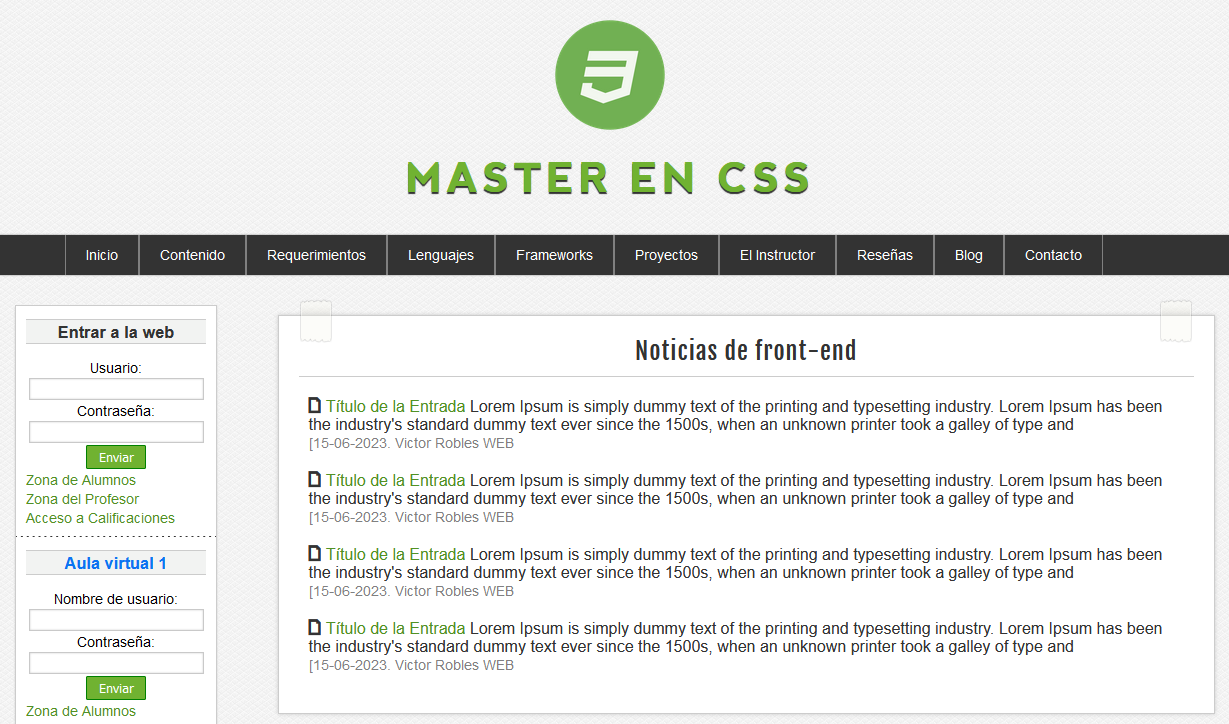 MASTER EN CSS
Inicio Contenido Requerimientos Lenguajes Frameworks Proyectos El Instructor Reseñas Blog Contacto
Entrar a la web
Usuario:
Contraseña:
Enviar
Zona de Alumnos
Zona del Profesor
Acceso a Calificaciones
Aula virtual 1
Nombre de usuario:
Contraseña:
Enviar
Zona de Alumnos
Noticias de front-end
Título de la Entrada Lorem Ipsum is simply dummy text of the printing and typesetting industry. Lorem Ipsum has been
the industry's standard dummy text ever since the 1500s, when an unknown printer took a galley of type and
[15-06-2023. Victor Robles WEB
Título de la Entrada Lorem Ipsum is simply dummy text of the printing and typesetting industry. Lorem Ipsum has been
the industry's standard dummy text ever since the 1500s, when an unknown printer took a galley of type and
[15-06-2023. Victor Robles WEB
Título de la Entrada Lorem Ipsum is simply dummy text of the printing and typesetting industry. Lorem Ipsum has been
the industry's standard dummy text ever since the 1500s, when an unknown printer took a galley of type and
[15-06-2023. Victor Robles WEB
Título de la Entrada Lorem Ipsum is simply dummy text of the printing and typesetting industry. Lorem Ipsum has been
the industry's standard dummy text ever since the 1500s, when an unknown printer took a galley of type and
[15-06-2023. Victor Robles WEB